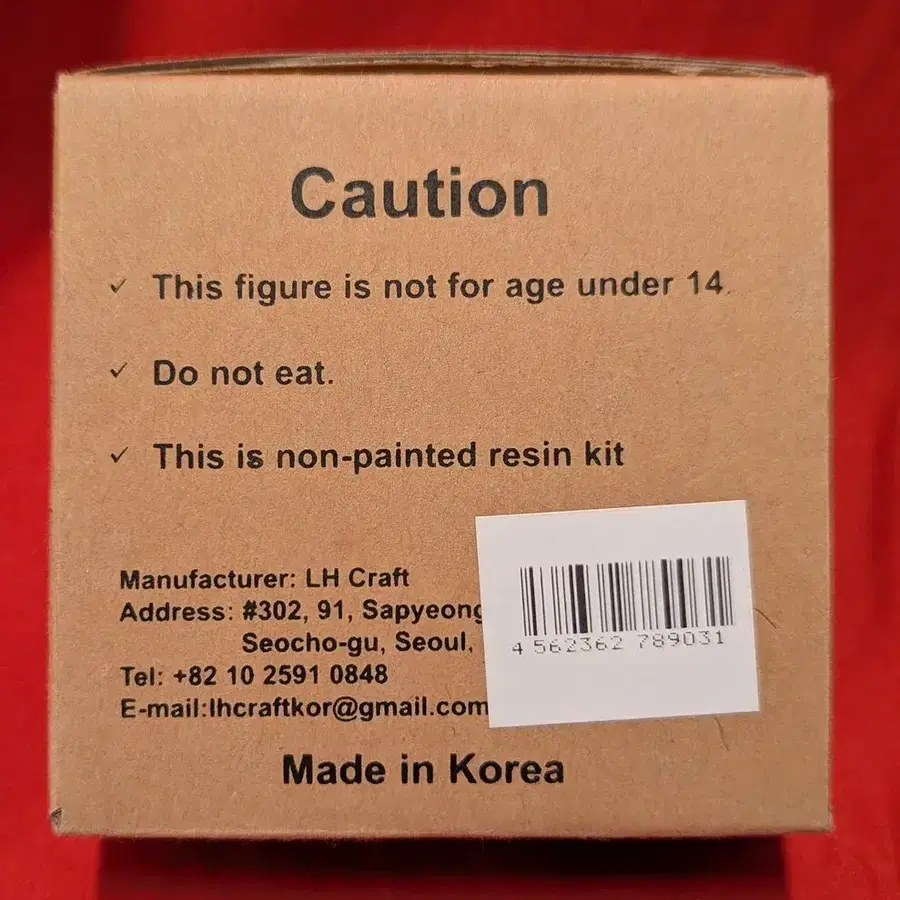 Caution
✓ This figure is not for age under 14.
✓ Do not eat.
✓ This is non-painted resin kit
Manufacturer: LH Craft
Address: #302, 91, Sapyeong
Seocho-gu, Seoul,
Tel: +82 10 2591 0848
E-mail:lhcraftkor@gmail.com
4 562362 789031
Made in Korea